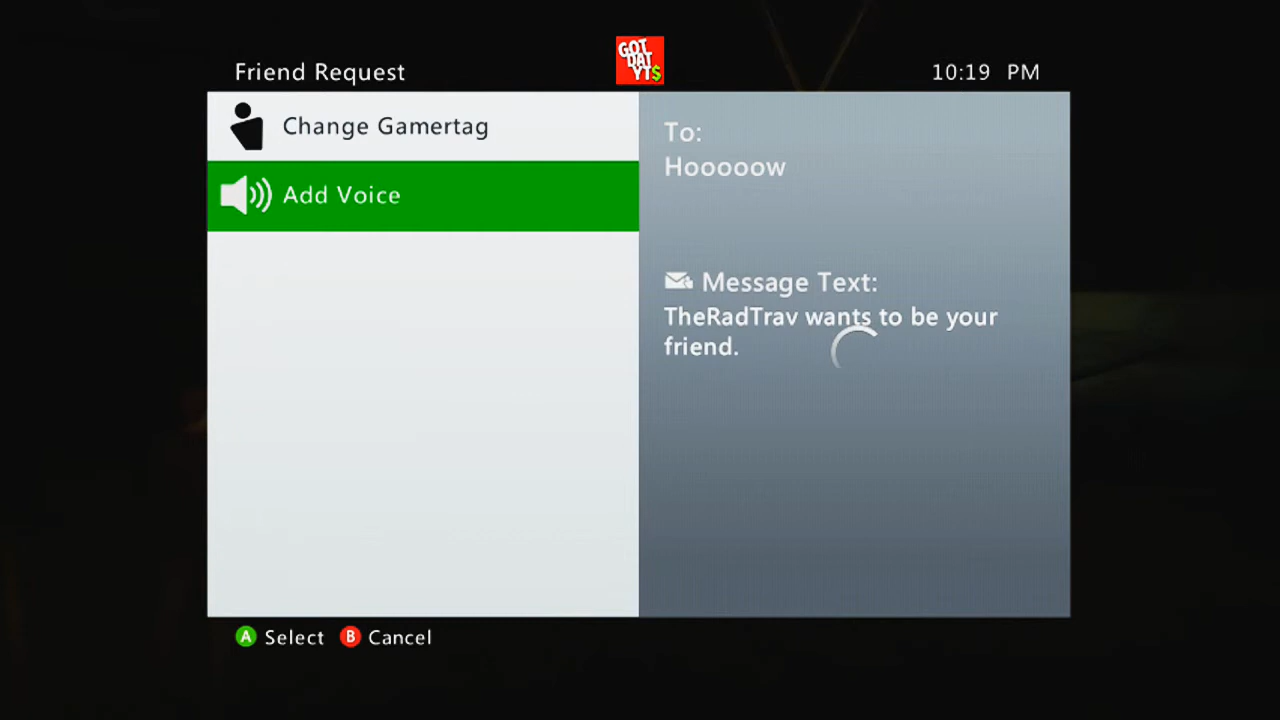 Friend Request
GOT
DAT
YT$
10:19 PM
Change Gamertag
Add Voice
To:
Hooooow
Message Text:
TheRadTrav wants to be your
friend.
A Select B Cancel